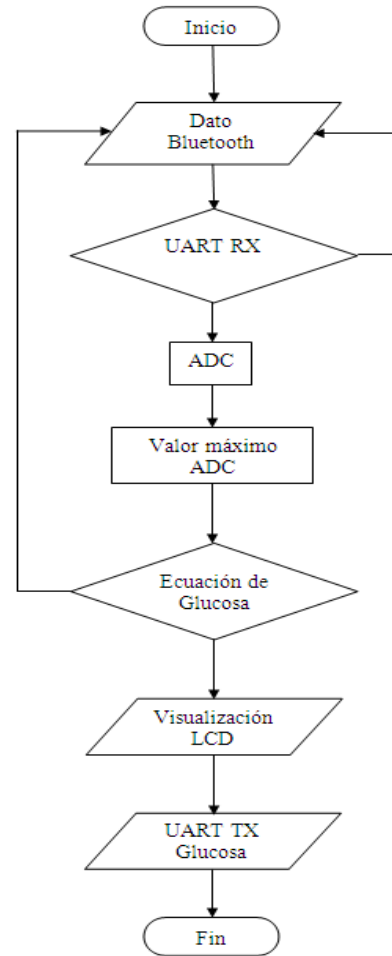 Inicio
Dato
Bluetooth
UART RX
ADC
Valor máximo
ADC
Ecuación de
Glucosa
Visualización
LCD
UART TX
Glucosa
Fin